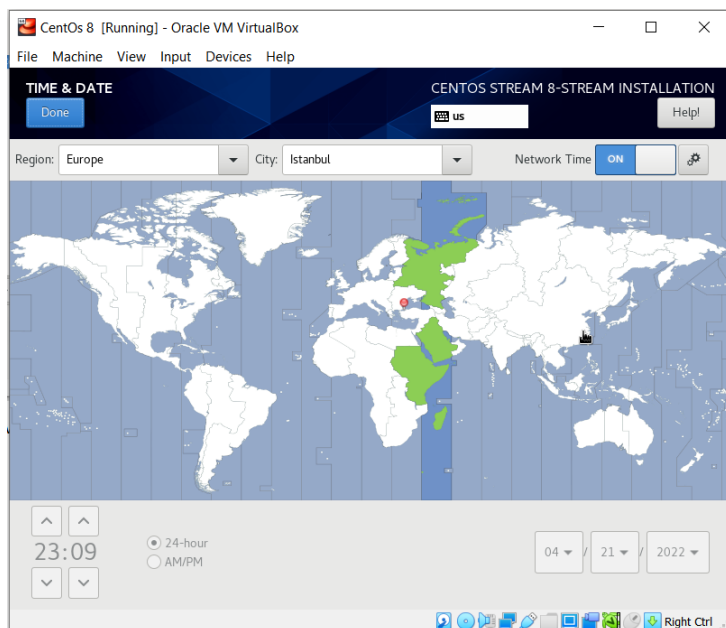 CentOs 8 [Running] - Oracle VM VirtualBox
File Machine View Input Devices Help
TIME & DATE
CENTOS STREAM 8-STREAM INSTALLATION
Done
us
Help!
Region: Europe City: Istanbul Network Time ON
23:09
24-hour
AM/PM
04 / 21 / 2022
Right Ctrl